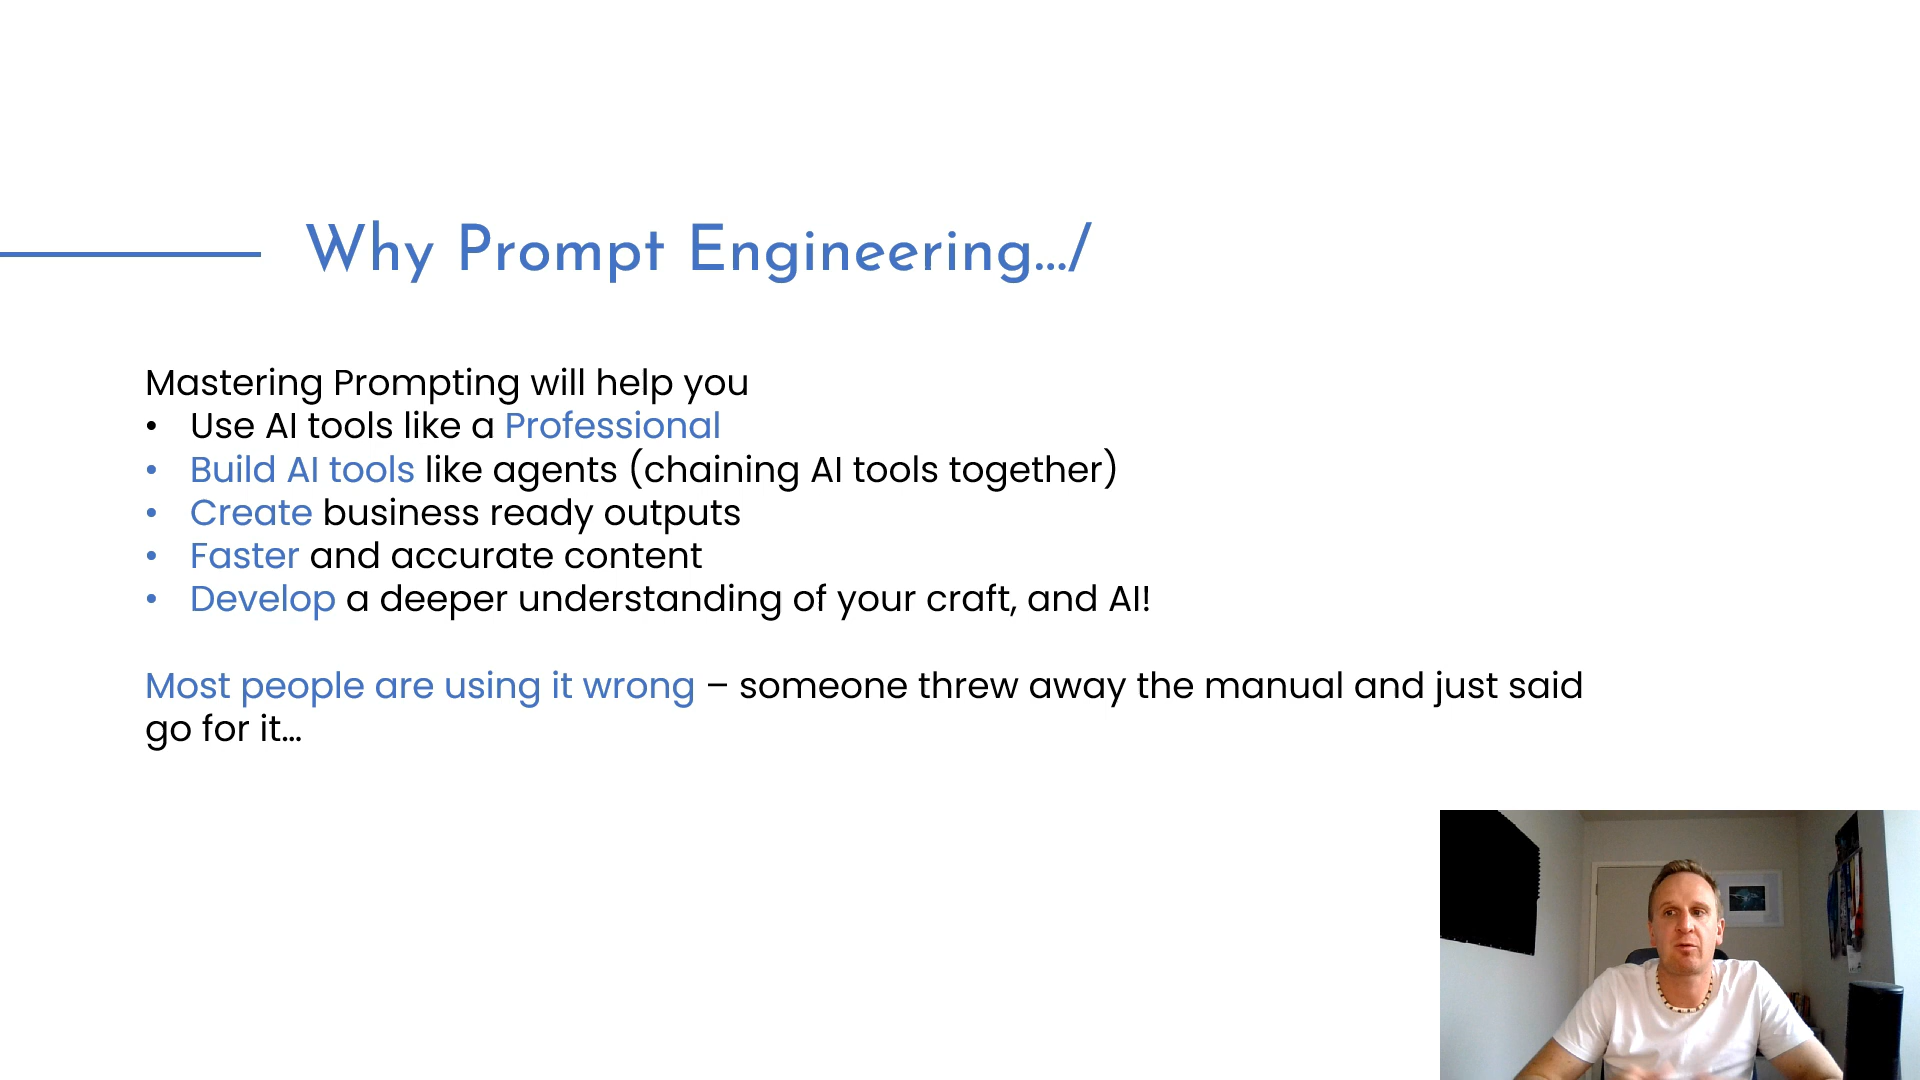 Why Prompt Engineering.../
Mastering Prompting will help you
• Use AI tools like a Professional
• Build AI tools like agents (chaining AI tools together)
• Create business ready outputs
• Faster and accurate content
• Develop a deeper understanding of your craft, and AI!
Most people are using it wrong – someone threw away the manual and just said
go for it...